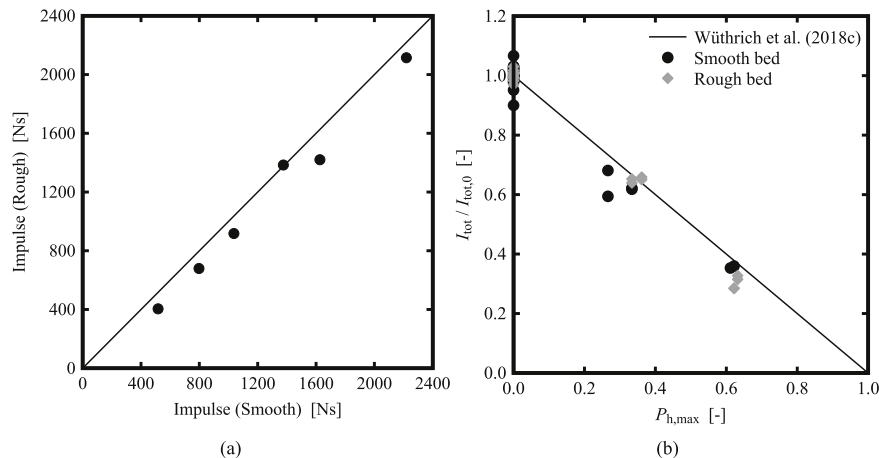 2400
2000
1600
1200
800
400
0
Impulse (Rough) [Ns]
0 400 800 1200 1600 2000 2400
Impulse (Smooth) [Ns]
(a)
1.2
1.0
0.8
0.6
0.4
0.2
0.0
I_tot / I_tot,0 [-]
Wüthrich et al. (2018c)
Smooth bed
Rough bed
0.0 0.2 0.4 0.6 0.8 1.0
P_h,max [-]
(b)